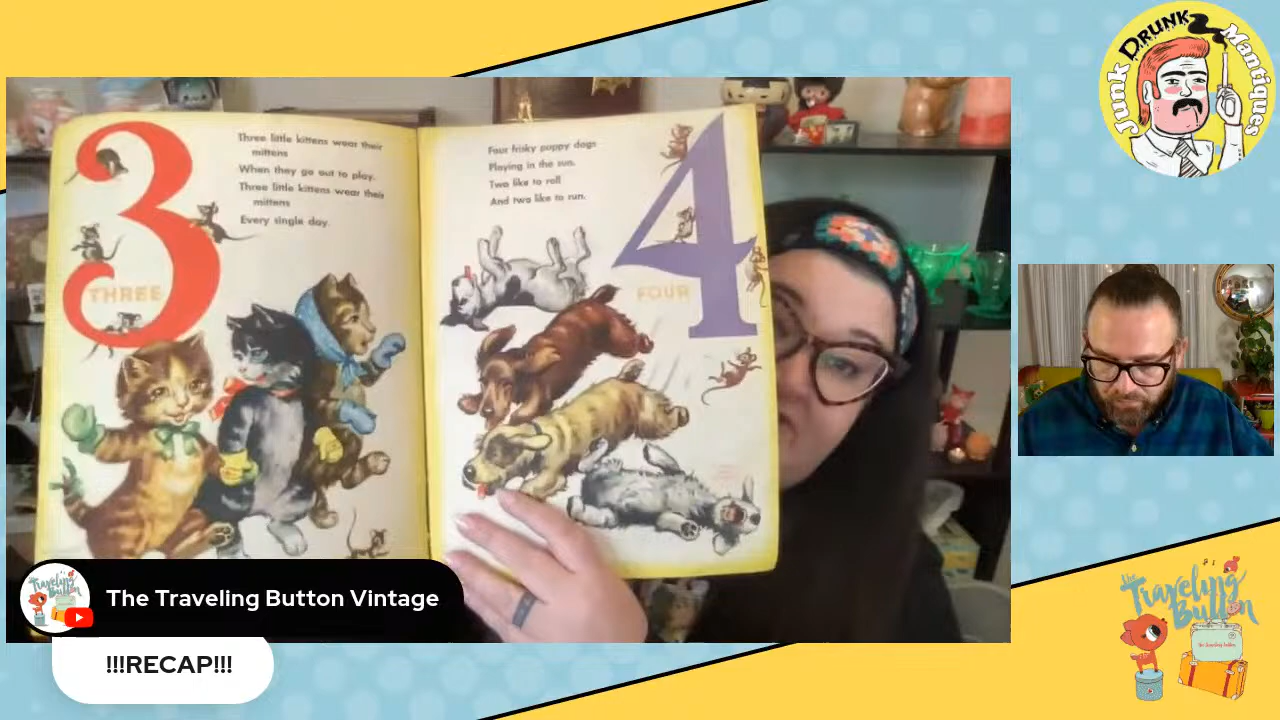 Junk
DRUNK
Mantiques
3
THREE
Three little kittens wear their
mittens
When they go out to play.
Three little kittens wear their
mittens
Every single day.
Four frisky puppy dogs
Playing in the sun.
Two like to roll
And two like to run.
4
FOUR
The Traveling Button Vintage
!!!RECAP!!!
the
Traveling
Button